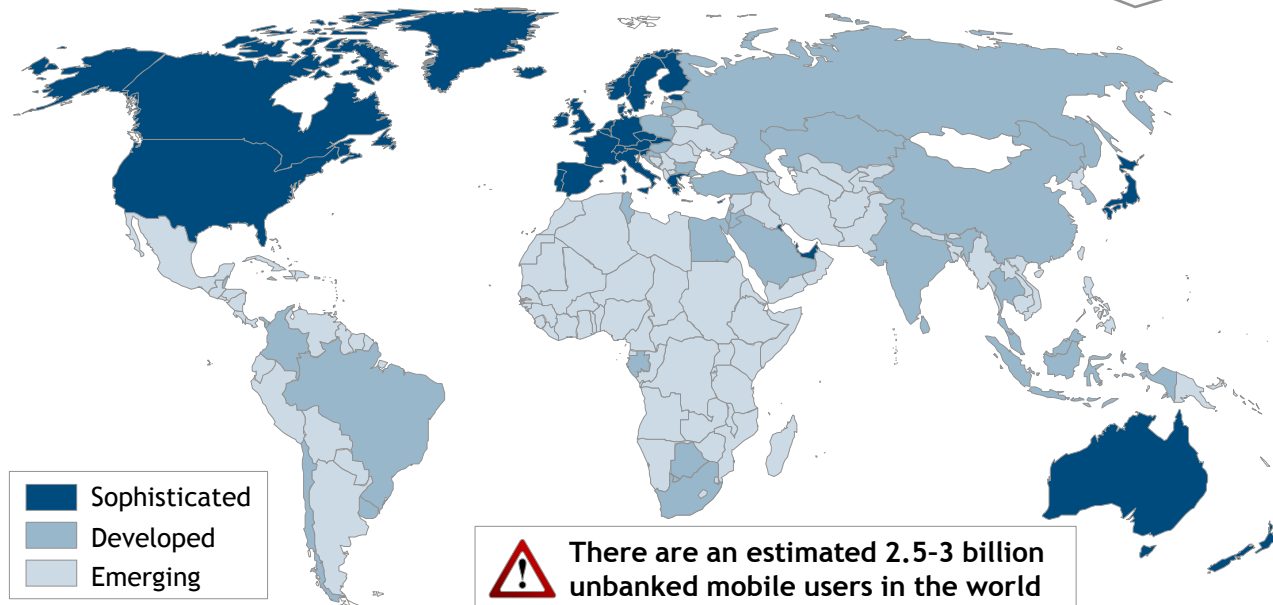 Sophisticated
Developed
Emerging
There are an estimated 2.5–3 billion
unbanked mobile users in the world